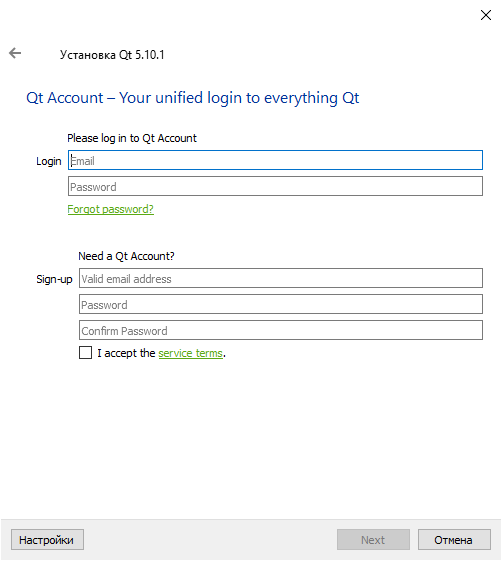 Установка Qt 5.10.1
Qt Account – Your unified login to everything Qt
Please log in to Qt Account
Login Email
Password
Forgot password?
Need a Qt Account?
Sign-up Valid email address
Password
Confirm Password
I accept the service terms.
Настройки Next Отмена